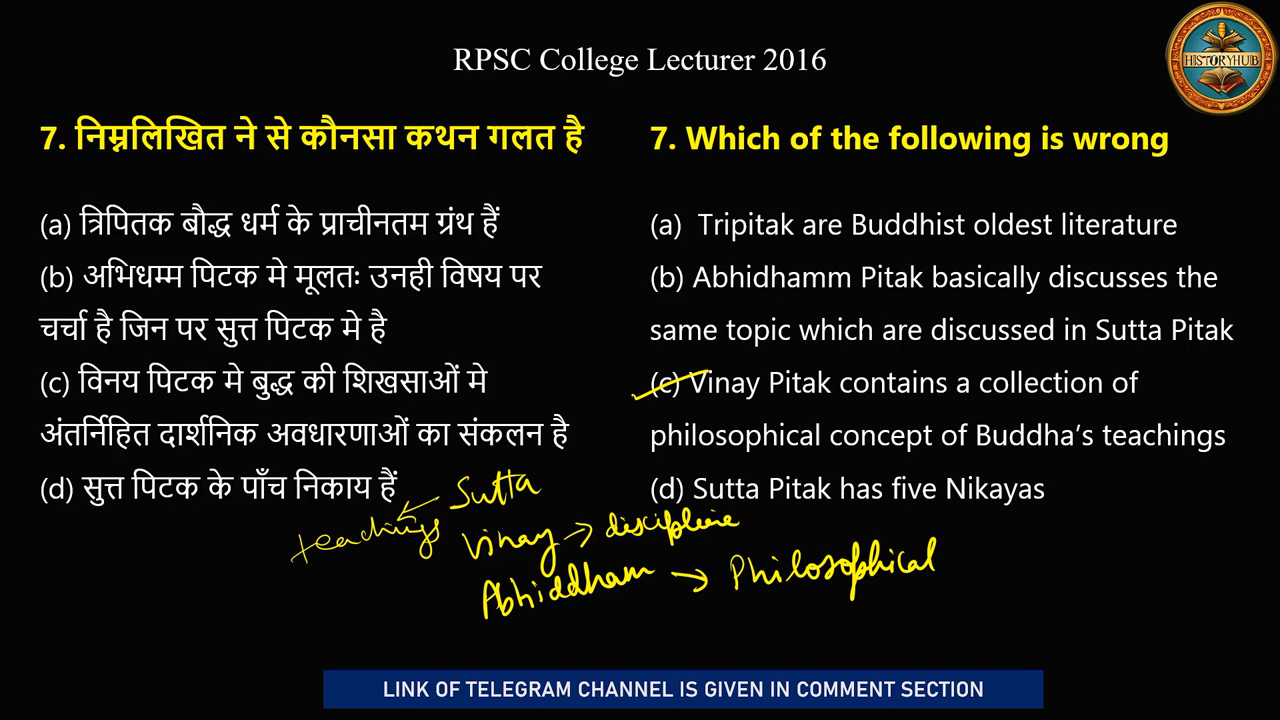 RPSC College Lecturer 2016
HISTORYHUB
7. निम्नलिखित ने से कौनसा कथन गलत है
(a) त्रिपितक बौद्ध धर्म के प्राचीनतम ग्रंथ हैं
(b) अभिधम्म पिटक मे मूलतः उनही विषय पर
चर्चा है जिन पर सुत्त पिटक मे है
(c) विनय पिटक मे बुद्ध की शिखसाओं मे
अंतर्निहित दार्शनिक अवधारणाओं का संकलन है
(d) सुत्त पिटक के पाँच निकाय हैं
7. Which of the following is wrong
(a) Tripitak are Buddhist oldest literature
(b) Abhidhamm Pitak basically discusses the
same topic which are discussed in Sutta Pitak
(c) Vinay Pitak contains a collection of
philosophical concept of Buddha's teachings
(d) Sutta Pitak has five Nikayas
teachings ← Sutta
Vinay → discipline
Abhiddham → Philosophical
LINK OF TELEGRAM CHANNEL IS GIVEN IN COMMENT SECTION